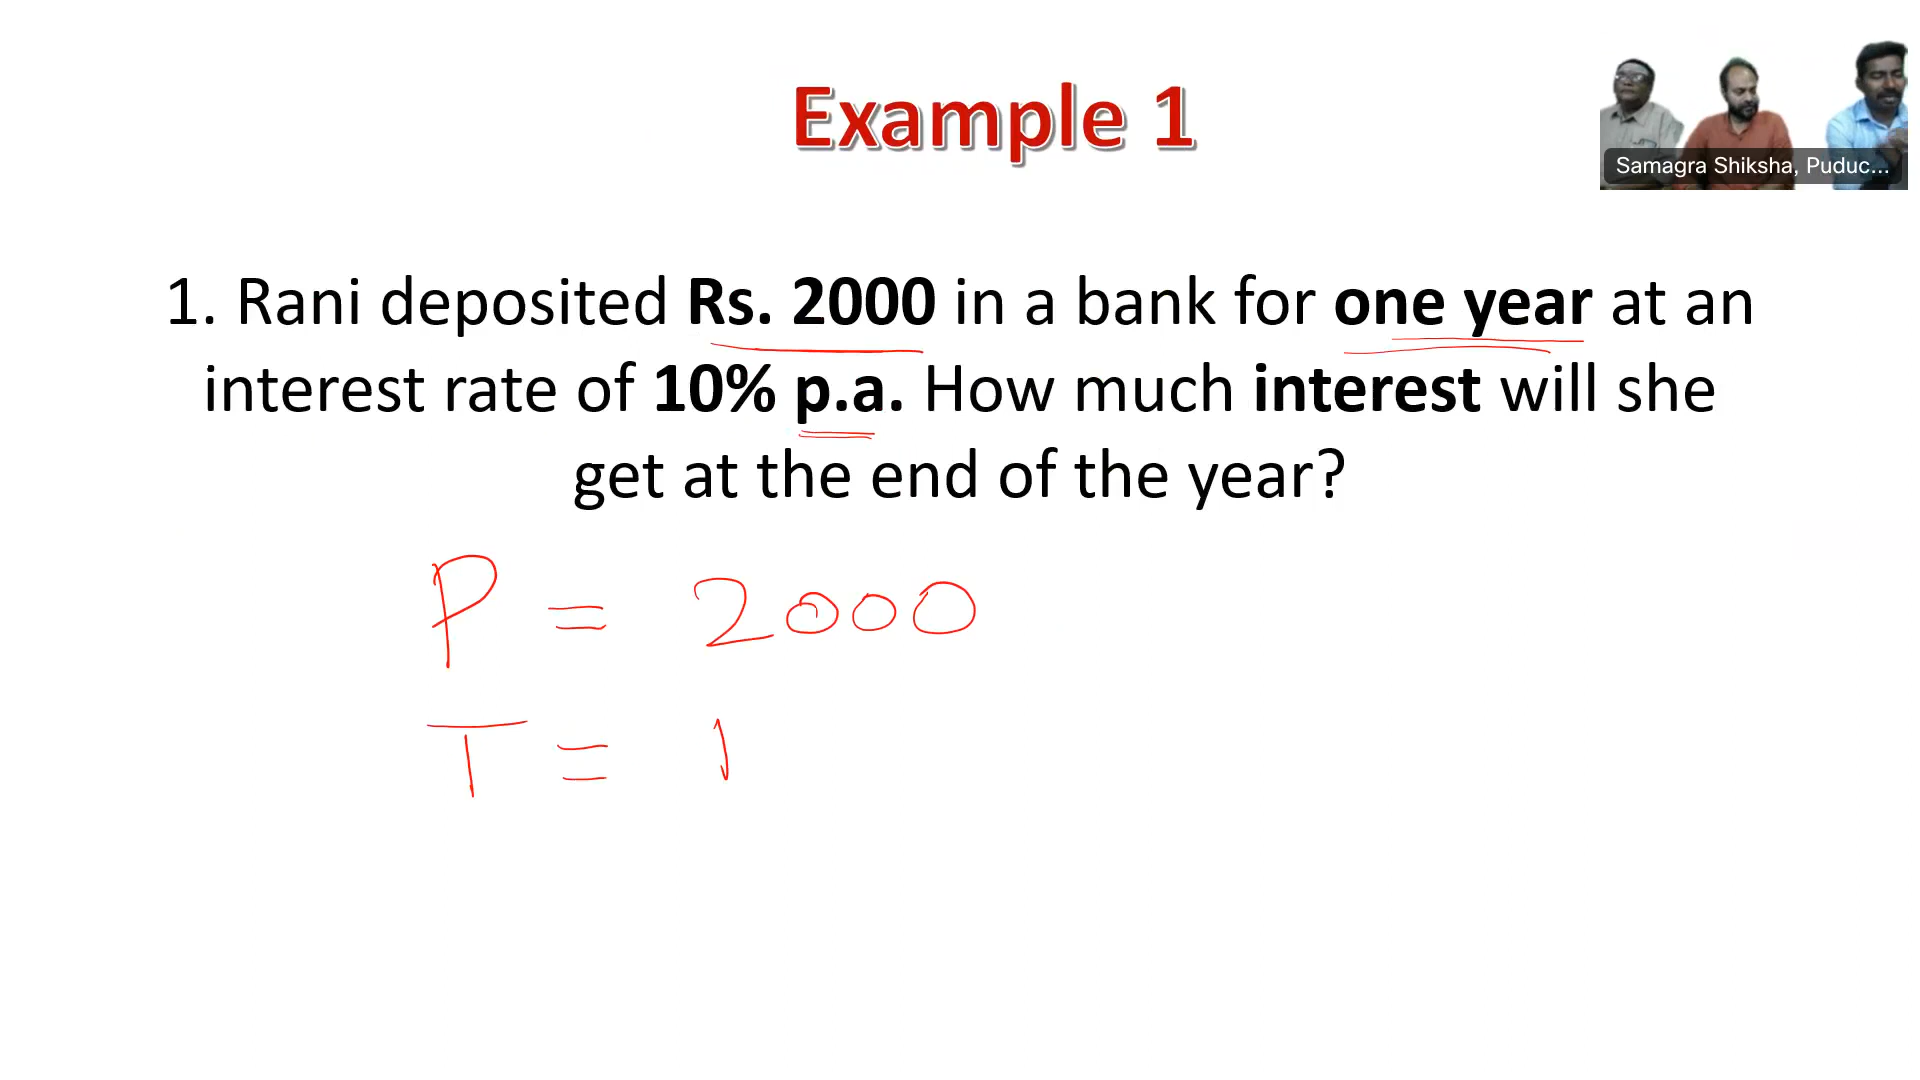 Example 1
Samagra Shiksha, Puduc...
1. Rani deposited Rs. 2000 in a bank for one year at an
interest rate of 10% p.a. How much interest will she
get at the end of the year?
P = 2000
T = 1